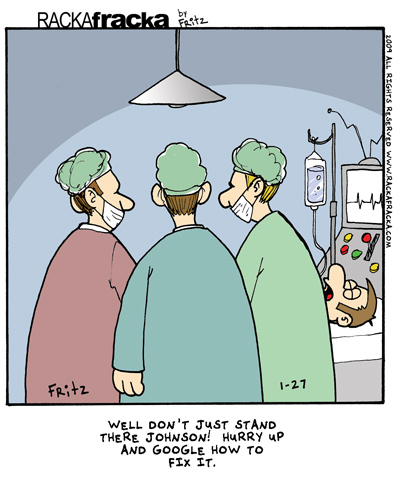 RACKAfracka by Fritz
2009 ALL RIGHTS RESERVED WWW.RACKAFRACKA.COM
FRitz
1-27
WELL DON'T JUST STAND
THERE JOHNSON! HURRY UP
AND GOOGLE HOW TO
FIX IT.